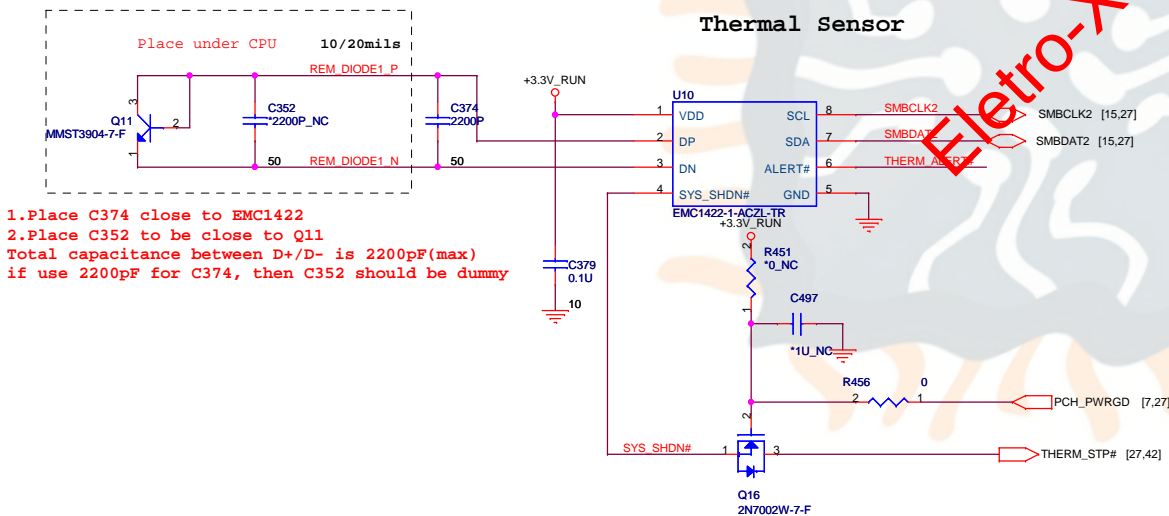 Thermal Sensor
Eletro-X
Place under CPU
10/20mils
REM_DIODE1_P
+3.3V_RUN
U10
3
Q11
MMST3904-7-F
2
1
C352
*2200P_NC
50
C374
2200P
50
REM_DIODE1_N
1
VDD
SCL
8
SMBCLK2
SMBCLK2 [15,27]
2
DP
SDA
7
SMBDAT2
SMBDAT2 [15,27]
3
DN
ALERT#
6
THERM_ALERT#
4
SYS_SHDN#
GND
5
EMC1422-1-ACZL-TR
1.Place C374 close to EMC1422
2.Place C352 to be close to Q11
Total capacitance between D+/D- is 2200pF(max)
if use 2200pF for C374, then C352 should be dummy
+3.3V_RUN
2
R451
*0_NC
1
C379
0.1U
10
C497
*1U_NC
R456
0
2
1
PCH_PWRGD [7,27]
2
SYS_SHDN#
1
3
THERM_STP# [27,42]
Q16
2N7002W-7-F